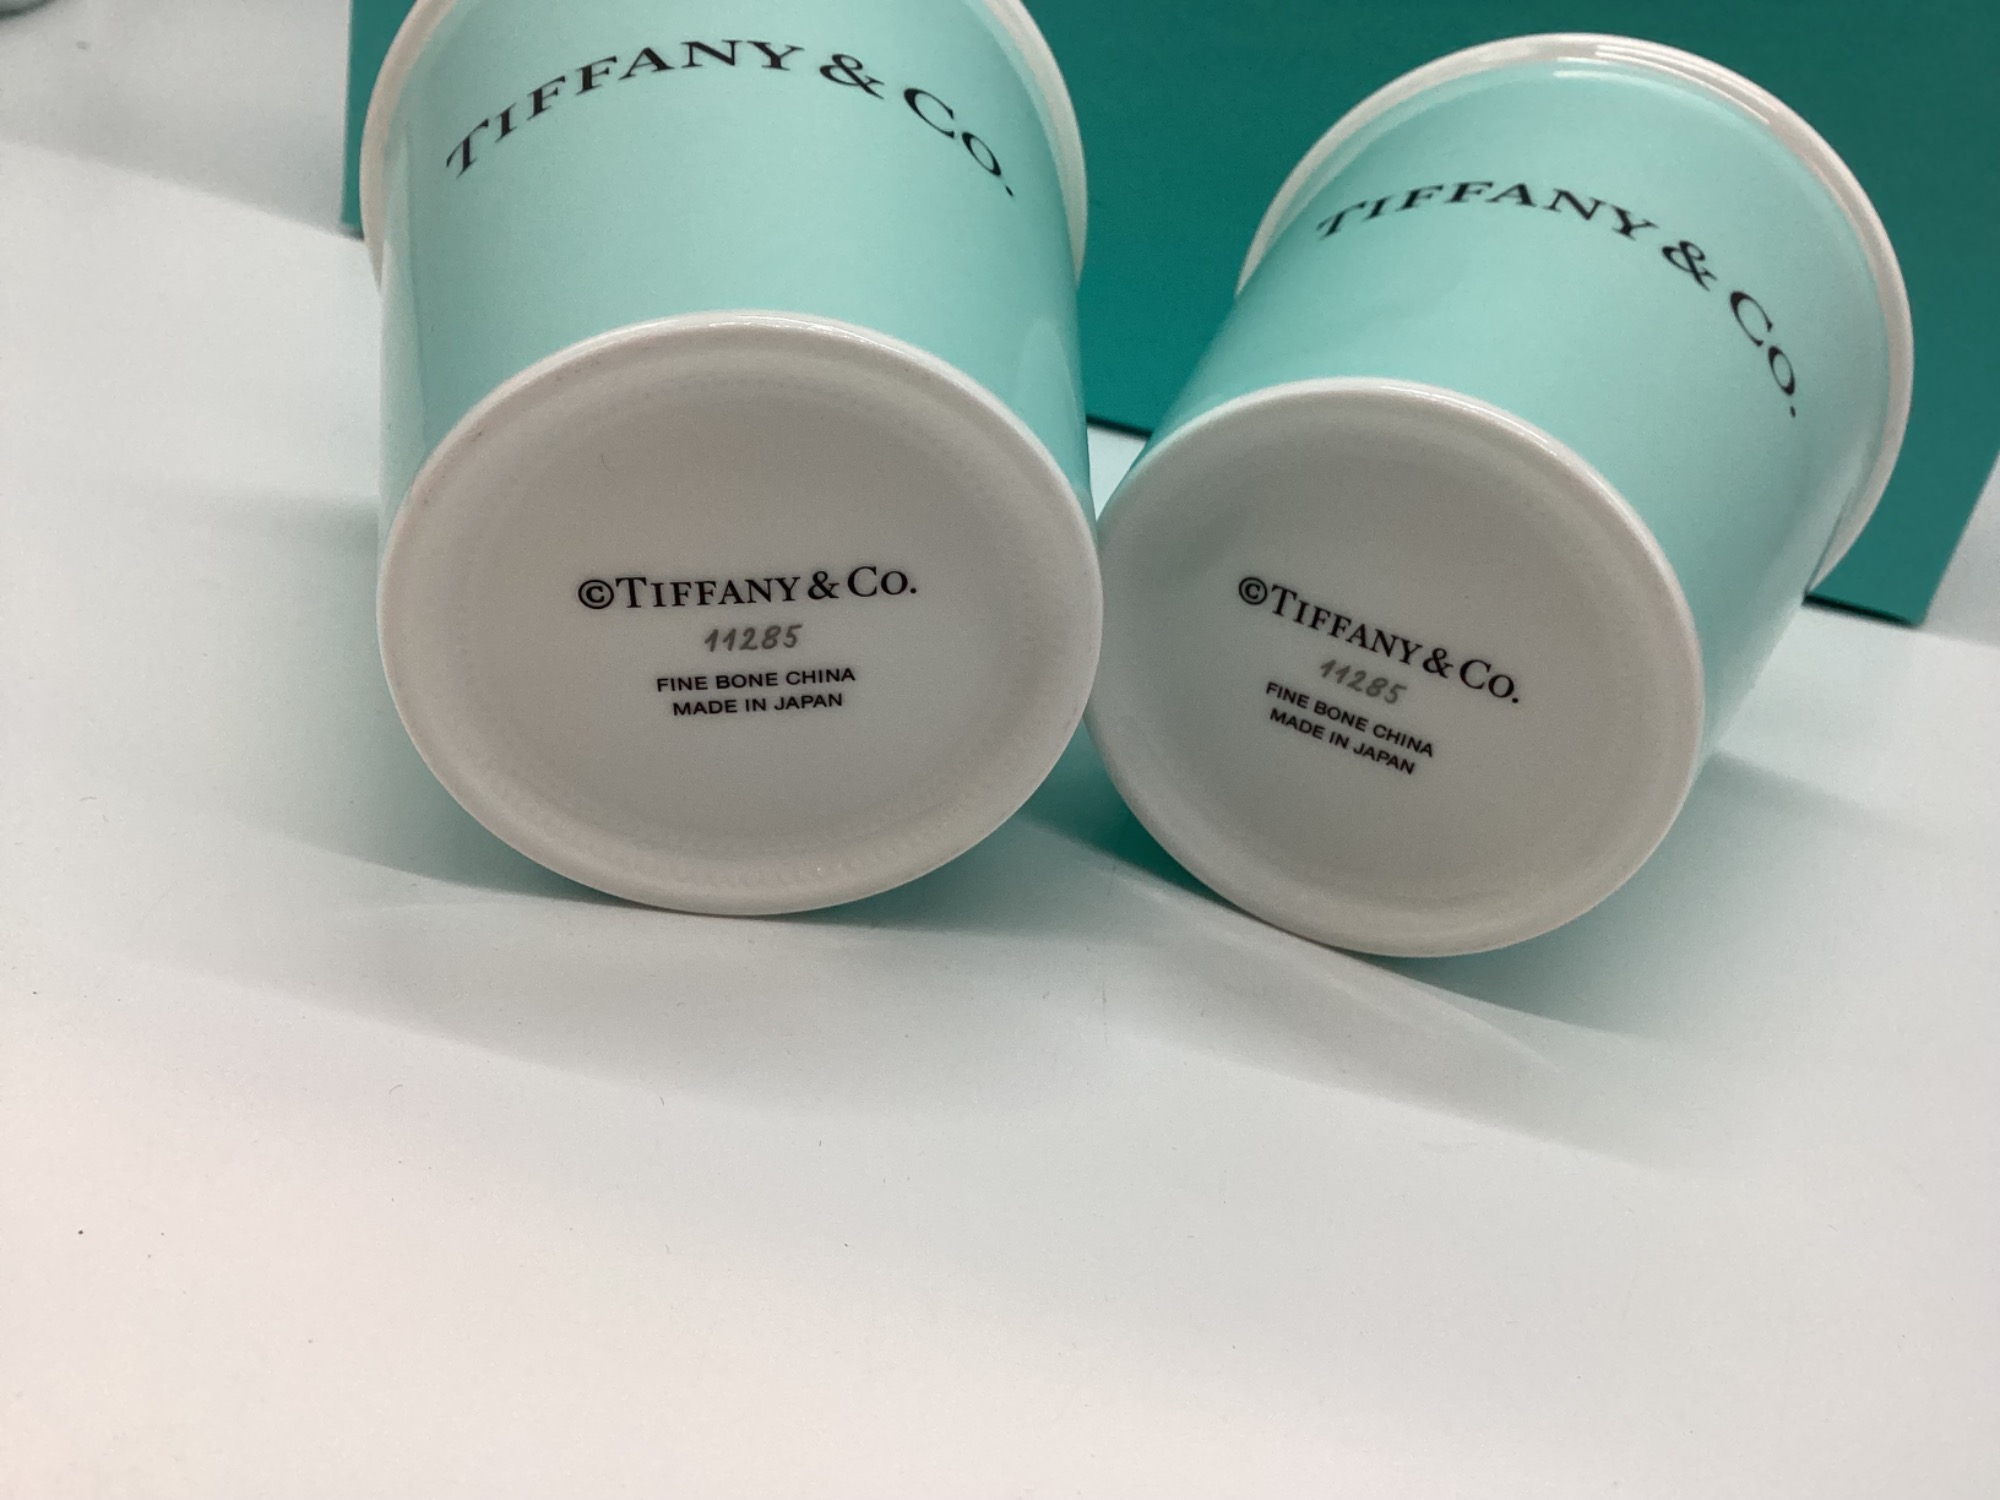 TIFFANY & CO.
©TIFFANY & CO.
11285
FINE BONE CHINA
MADE IN JAPAN
TIFFANY & CO.
©TIFFANY & CO.
11285
FINE BONE CHINA
MADE IN JAPAN